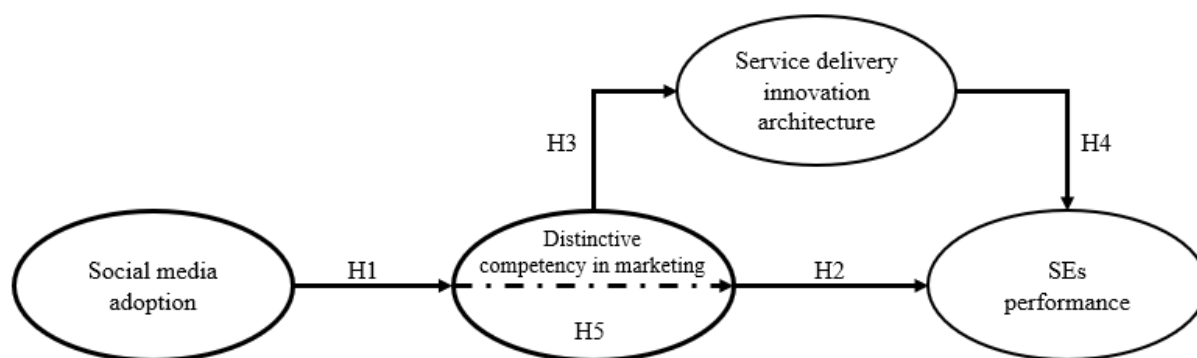 Service delivery
innovation
architecture
H3
H4
Social media
adoption
H1
Distinctive
competency in marketing
H5
H2
SEs
performance